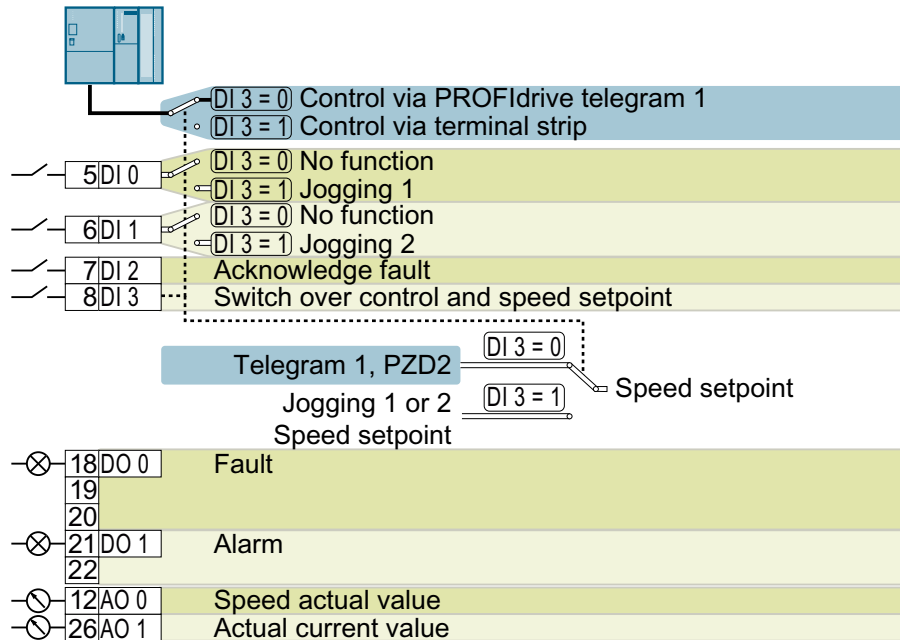 DI 3 = 0 Control via PROFIdrive telegram 1
DI 3 = 1 Control via terminal strip
5 DI 0 DI 3 = 0 No function
DI 3 = 1 Jogging 1
6 DI 1 DI 3 = 0 No function
DI 3 = 1 Jogging 2
7 DI 2 Acknowledge fault
8 DI 3 Switch over control and speed setpoint
Telegram 1, PZD2 DI 3 = 0
Speed setpoint
Jogging 1 or 2 DI 3 = 1
Speed setpoint
18 DO 0 Fault
19
20
21 DO 1 Alarm
22
12 AO 0 Speed actual value
26 AO 1 Actual current value